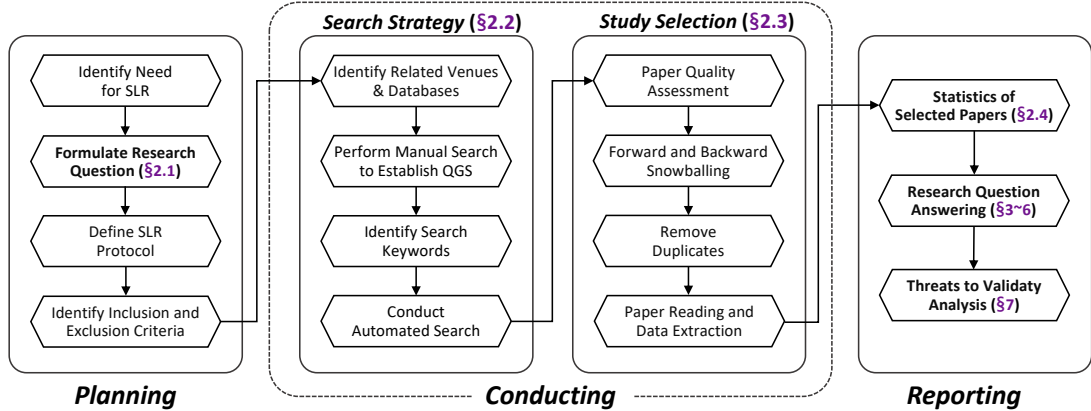 Identify Need
for SLR
Formulate Research
Question (§2.1)
Define SLR
Protocol
Identify Inclusion and
Exclusion Criteria
Planning
Search Strategy (§2.2)
Identify Related Venues
& Databases
Perform Manual Search
to Establish QGS
Identify Search
Keywords
Conduct
Automated Search
Study Selection (§2.3)
Paper Quality
Assessment
Forward and Backward
Snowballing
Remove
Duplicates
Paper Reading and
Data Extraction
Conducting
Statistics of
Selected Papers (§2.4)
Research Question
Answering (§3~6)
Threats to Validaty
Analysis (§7)
Reporting